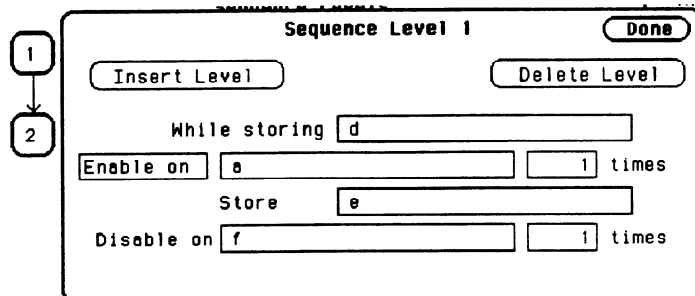 Sequence Level 1
Done
1
Insert Level
Delete Level
2
While storing d
Enable on a 1 times
Store e
Disable on f 1 times